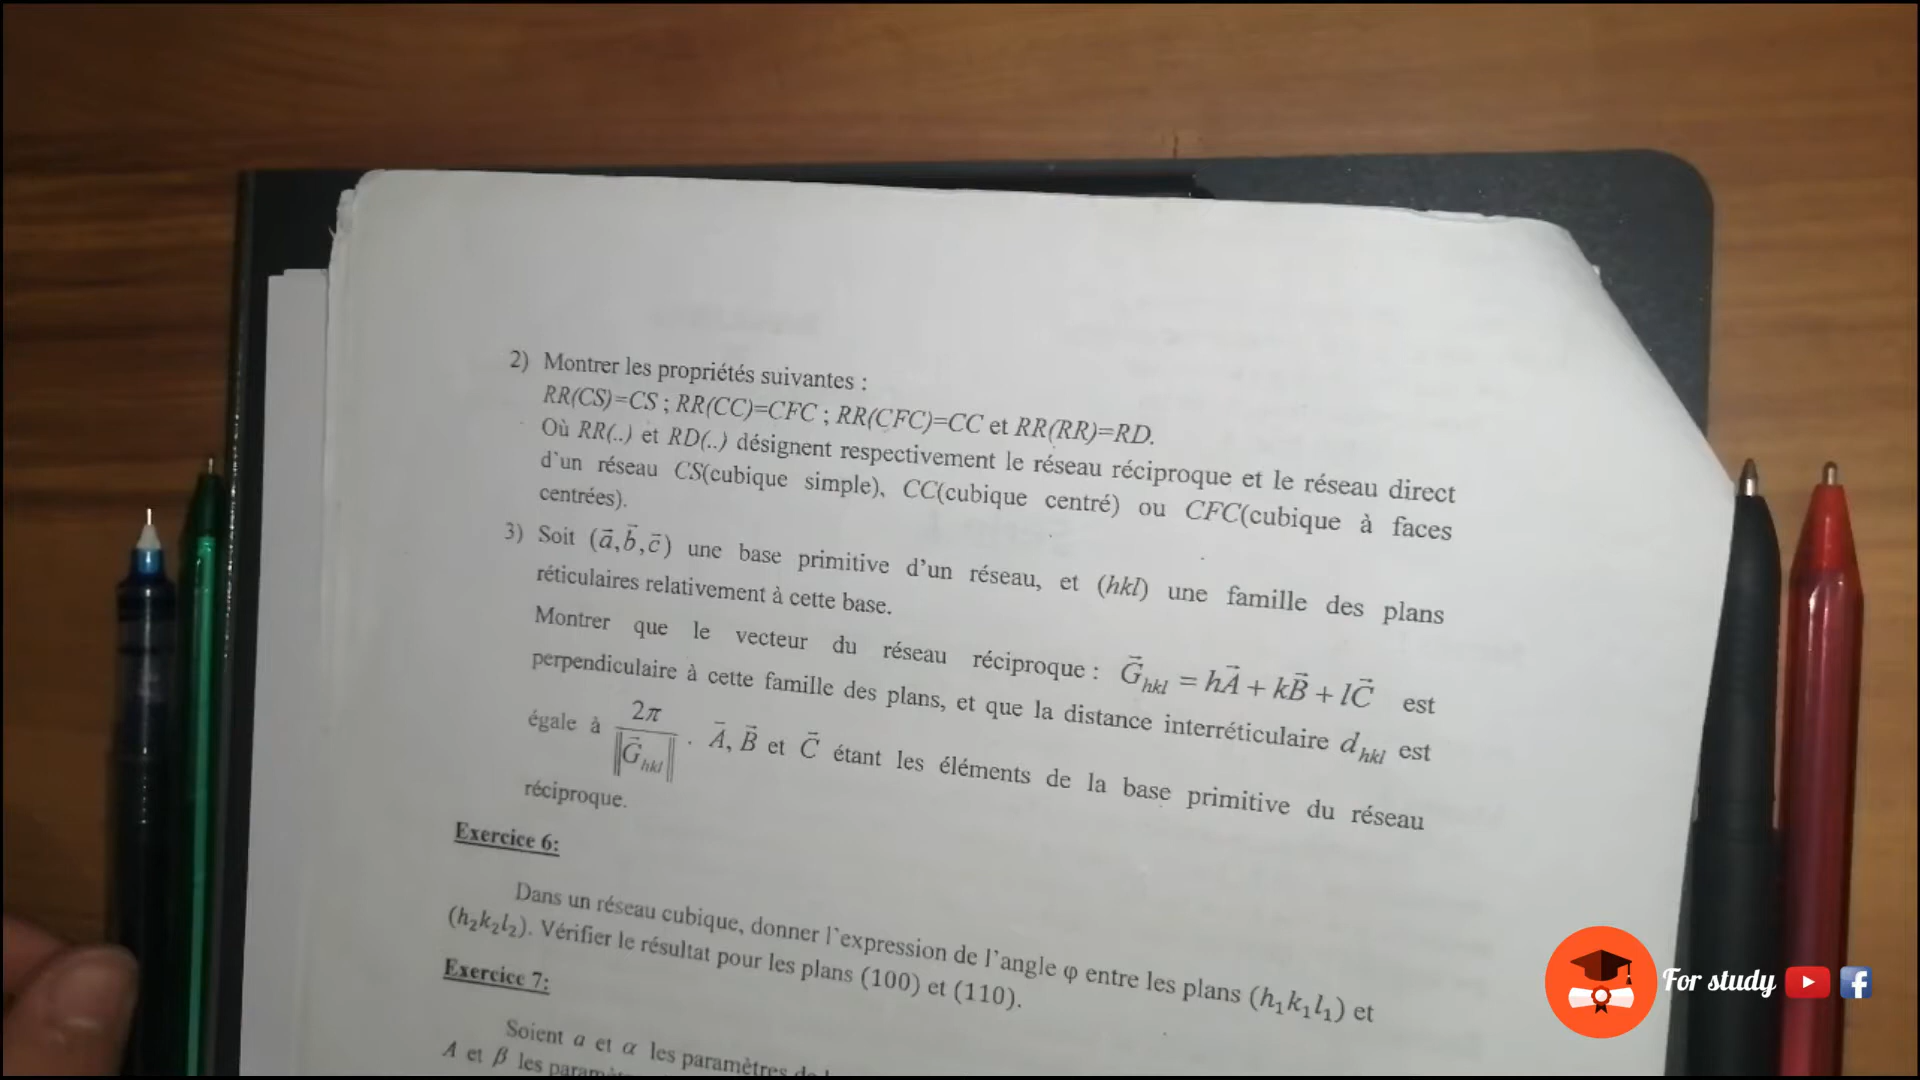 2) Montrer les propriétés suivantes :
RR(CS)=CS ; RR(CC)=CFC ; RR(CFC)=CC et RR(RR)=RD.
Où RR(..) et RD(..) désignent respectivement le réseau réciproque et le réseau direct
d`un réseau CS(cubique simple), CC(cubique centré) ou CFC(cubique à faces
centrées).
3) Soit (a⃗,b⃗,c⃗) une base primitive d’un réseau, et (hkl) une famille des plans
réticulaires relativement à cette base.
Montrer que le vecteur du réseau réciproque : G⃗hkl = hA⃗ + kB⃗ + lC⃗ est
perpendiculaire à cette famille des plans, et que la distance interréticulaire dhkl est
égale à 2π / ‖G⃗hkl‖ . A⃗, B⃗ et C⃗ étant les éléments de la base primitive du réseau
réciproque.
Exercice 6:
Dans un réseau cubique, donner l`expression de l’angle φ entre les plans (h₁k₁l₁) et
(h₂k₂l₂). Vérifier le résultat pour les plans (100) et (110).
Exercice 7:
Soient a et α les paramètres de
A et β les
For study